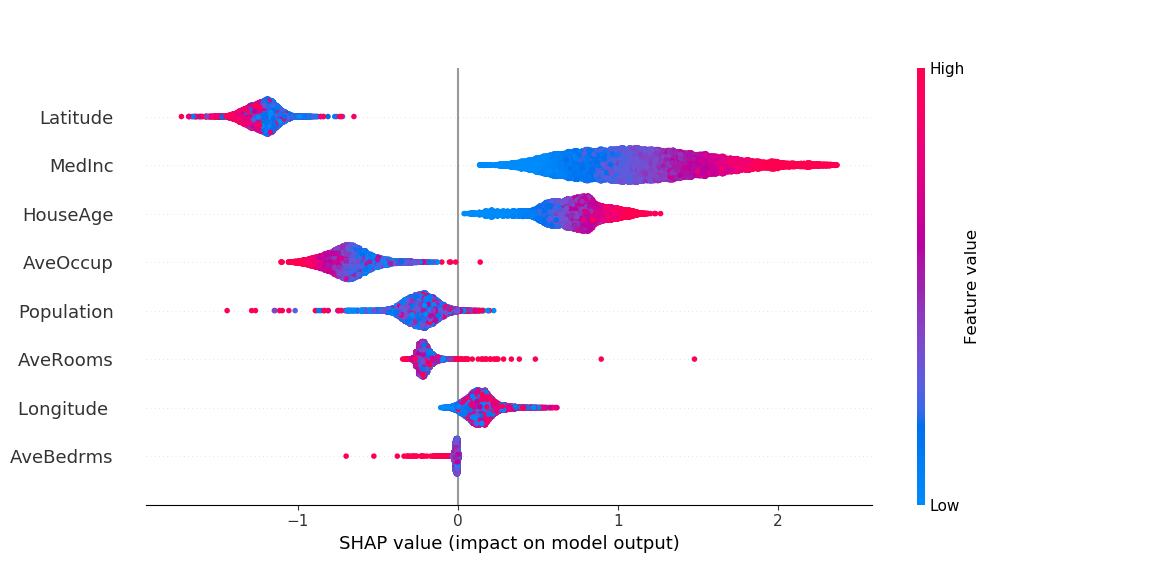 High
Latitude
MedInc
HouseAge
AveOccup
Population
AveRooms
Longitude
AveBedrms
Feature value
Low
−1
0
1
2
SHAP value (impact on model output)